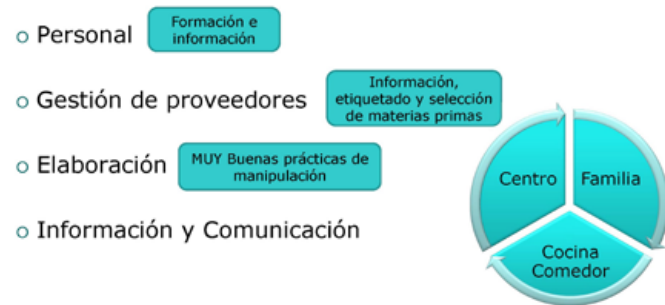 Personal
Formación e
información
Gestión de proveedores
Información,
etiquetado y selección
de materias primas
Elaboración
MUY Buenas prácticas de
manipulación
Información y Comunicación
Centro
Familia
Cocina
Comedor